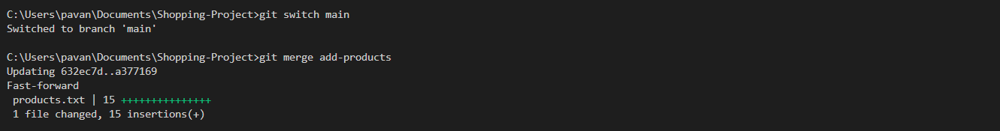 C:\Users\pavan\Documents\Shopping-Project>git switch main
Switched to branch 'main'
C:\Users\pavan\Documents\Shopping-Project>git merge add-products
Updating 632ec7d..a377169
Fast-forward
 products.txt | 15 +++++++++++++++
 1 file changed, 15 insertions(+)